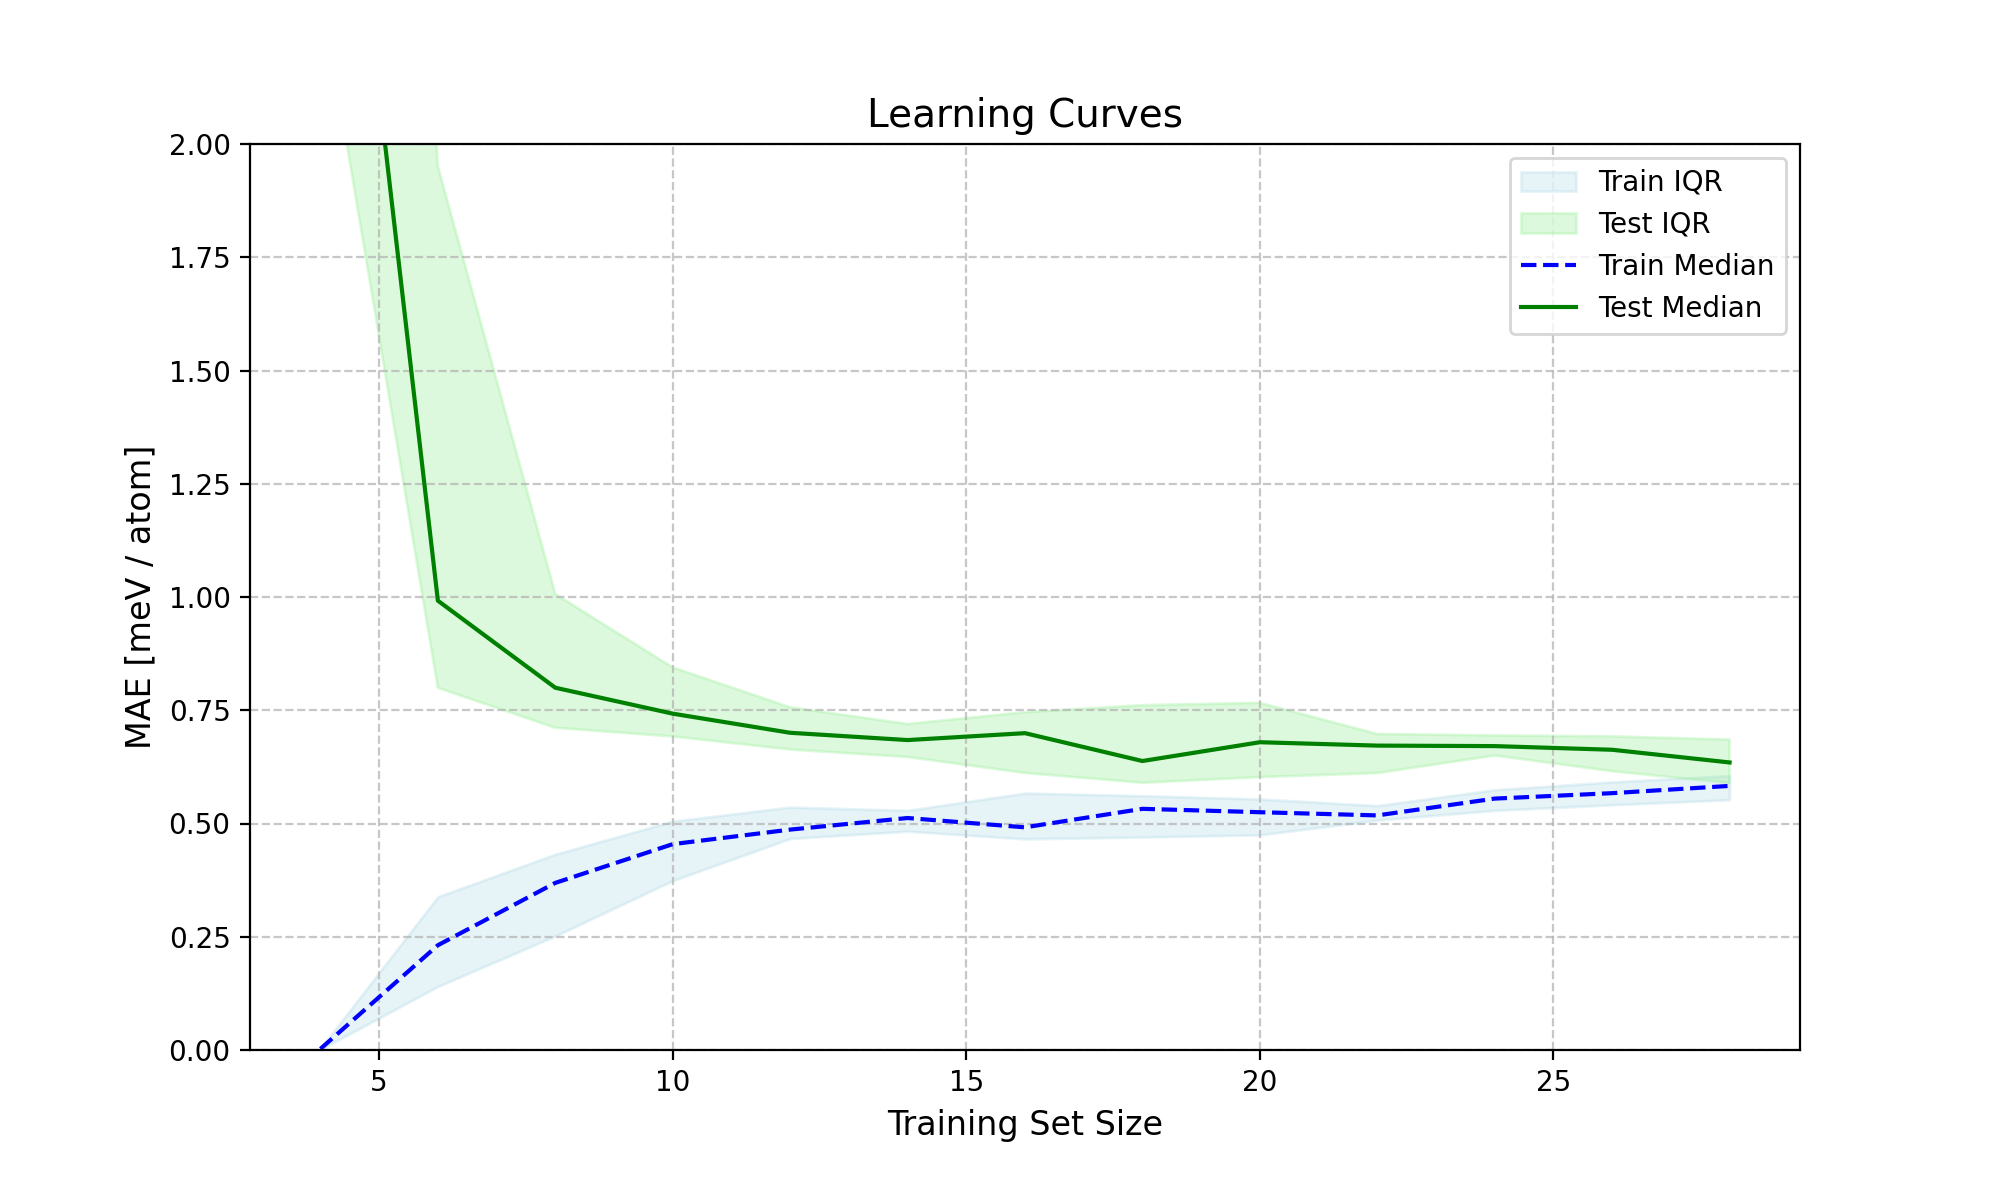 Learning Curves
2.00
1.75
1.50
1.25
1.00
0.75
0.50
0.25
0.00
MAE [meV / atom]
5 10 15 20 25
Training Set Size
Train IQR
Test IQR
Train Median
Test Median